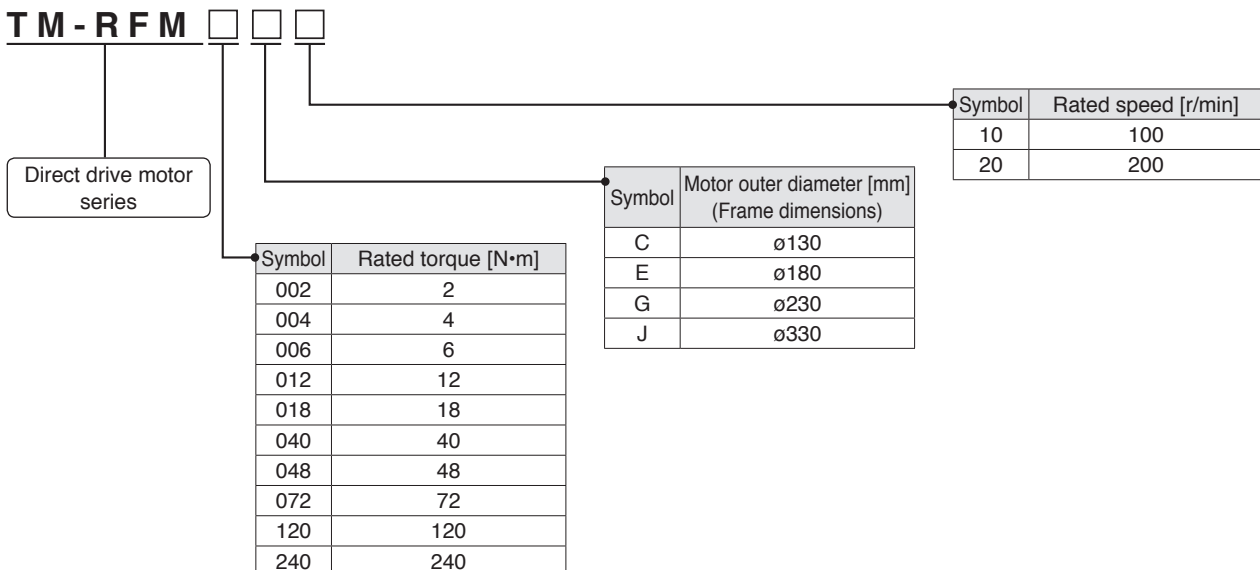 TM-RFM □ □ □
Direct drive motor
series
Symbol Rated torque [N•m]
002 2
004 4
006 6
012 12
018 18
040 40
048 48
072 72
120 120
240 240
Symbol Motor outer diameter [mm]
(Frame dimensions)
C ø130
E ø180
G ø230
J ø330
Symbol Rated speed [r/min]
10 100
20 200